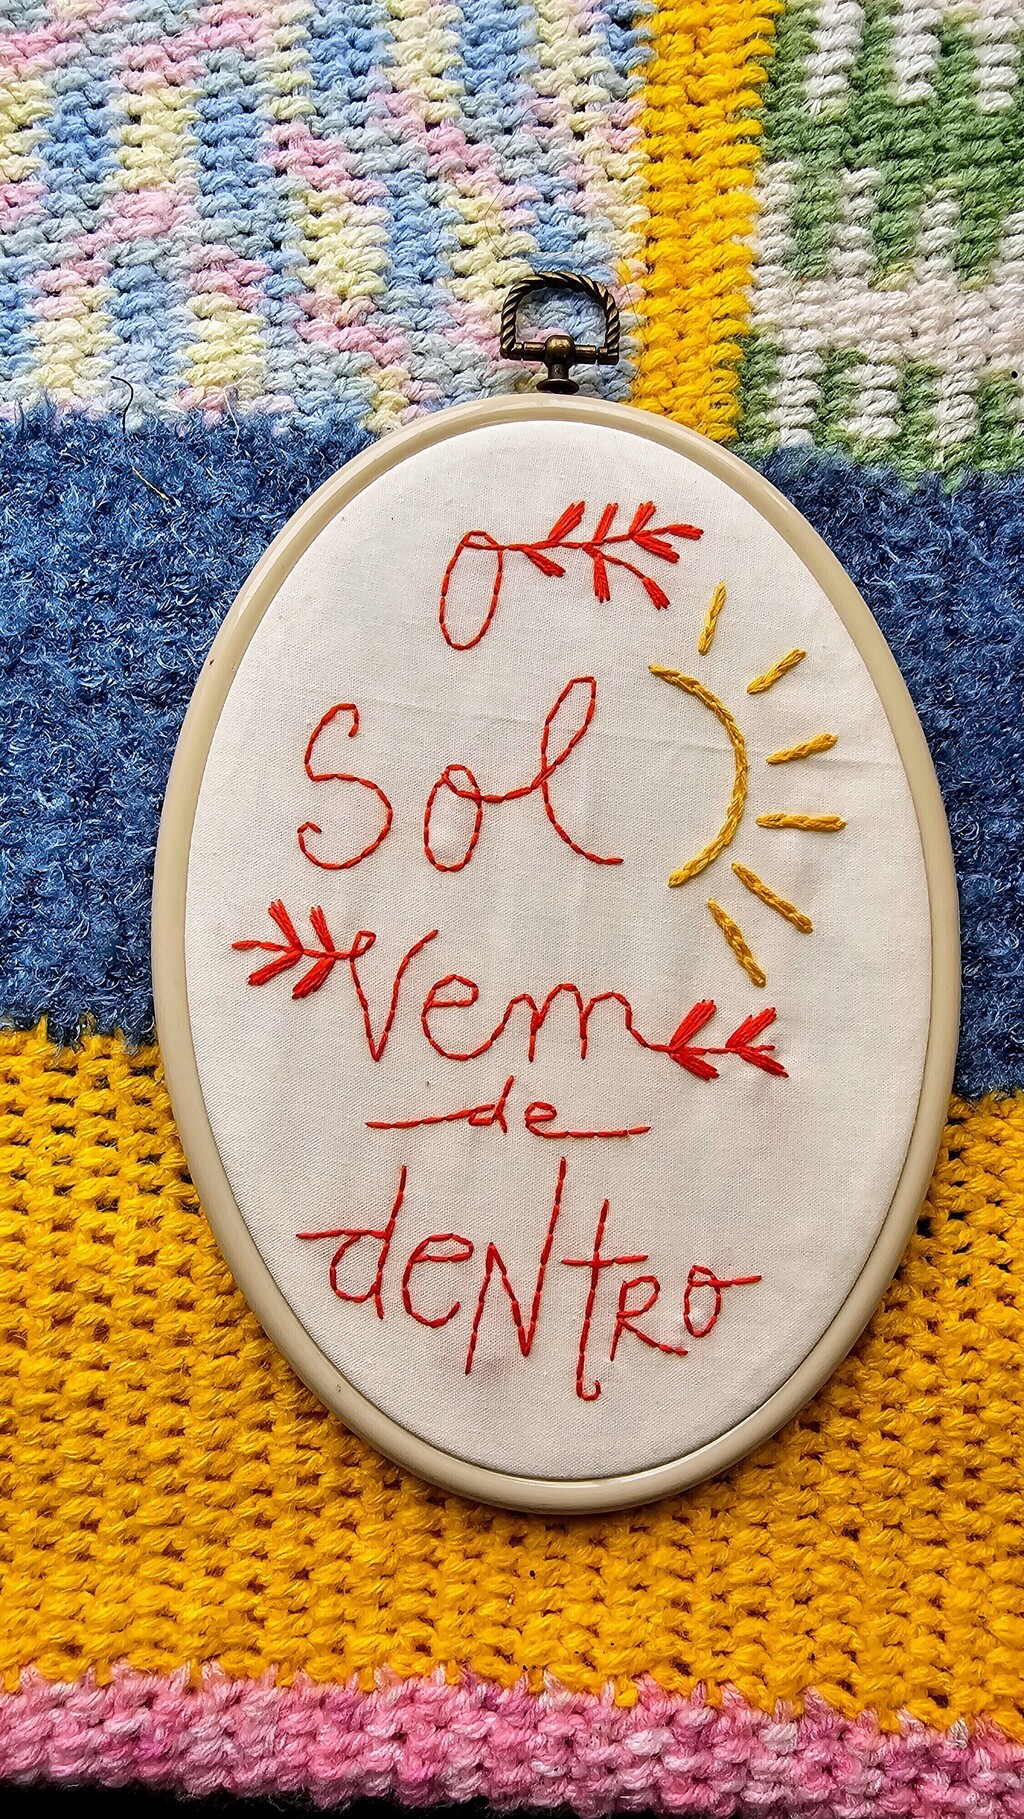 o
Sol
Vem
de
deNtRo